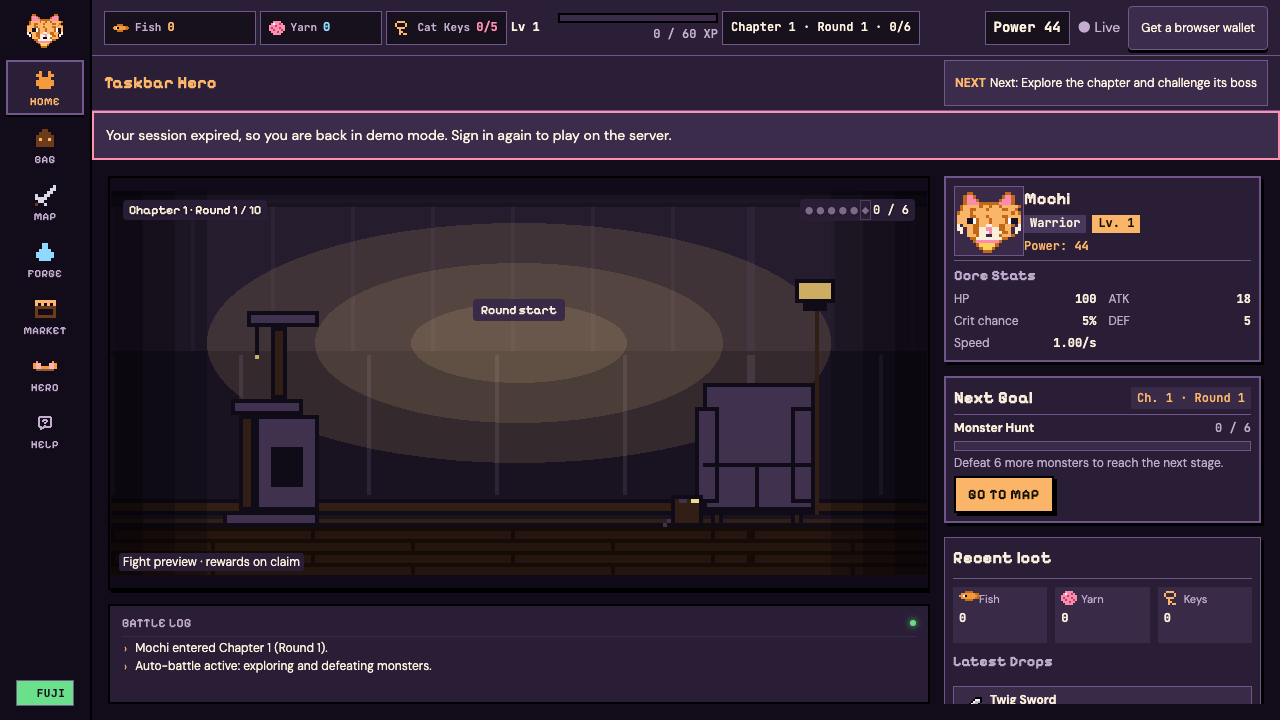 Fish 0
Yarn 0
Cat Keys 0/5
Lv 1
0 / 60 XP
Chapter 1 · Round 1 · 0/6
Power 44
Live
Get a browser wallet
HOME
BAG
MAP
FORGE
MARKET
HERO
HELP
FUJI
Taskbar Hero
NEXT Next: Explore the chapter and challenge its boss
Your session expired, so you are back in demo mode. Sign in again to play on the server.
Chapter 1 · Round 1 / 10
0 / 6
Round start
Fight preview · rewards on claim
BATTLE LOG
› Mochi entered Chapter 1 (Round 1).
› Auto-battle active: exploring and defeating monsters.
Mochi
Warrior Lv. 1
Power: 44
Core Stats
HP 100 ATK 18
Crit chance 5% DEF 5
Speed 1.00/s
Next Goal Ch. 1 · Round 1
Monster Hunt 0 / 6
Defeat 6 more monsters to reach the next stage.
GO TO MAP
Recent loot
Fish Yarn Keys
0 0 0
Latest Drops
Twig Sword